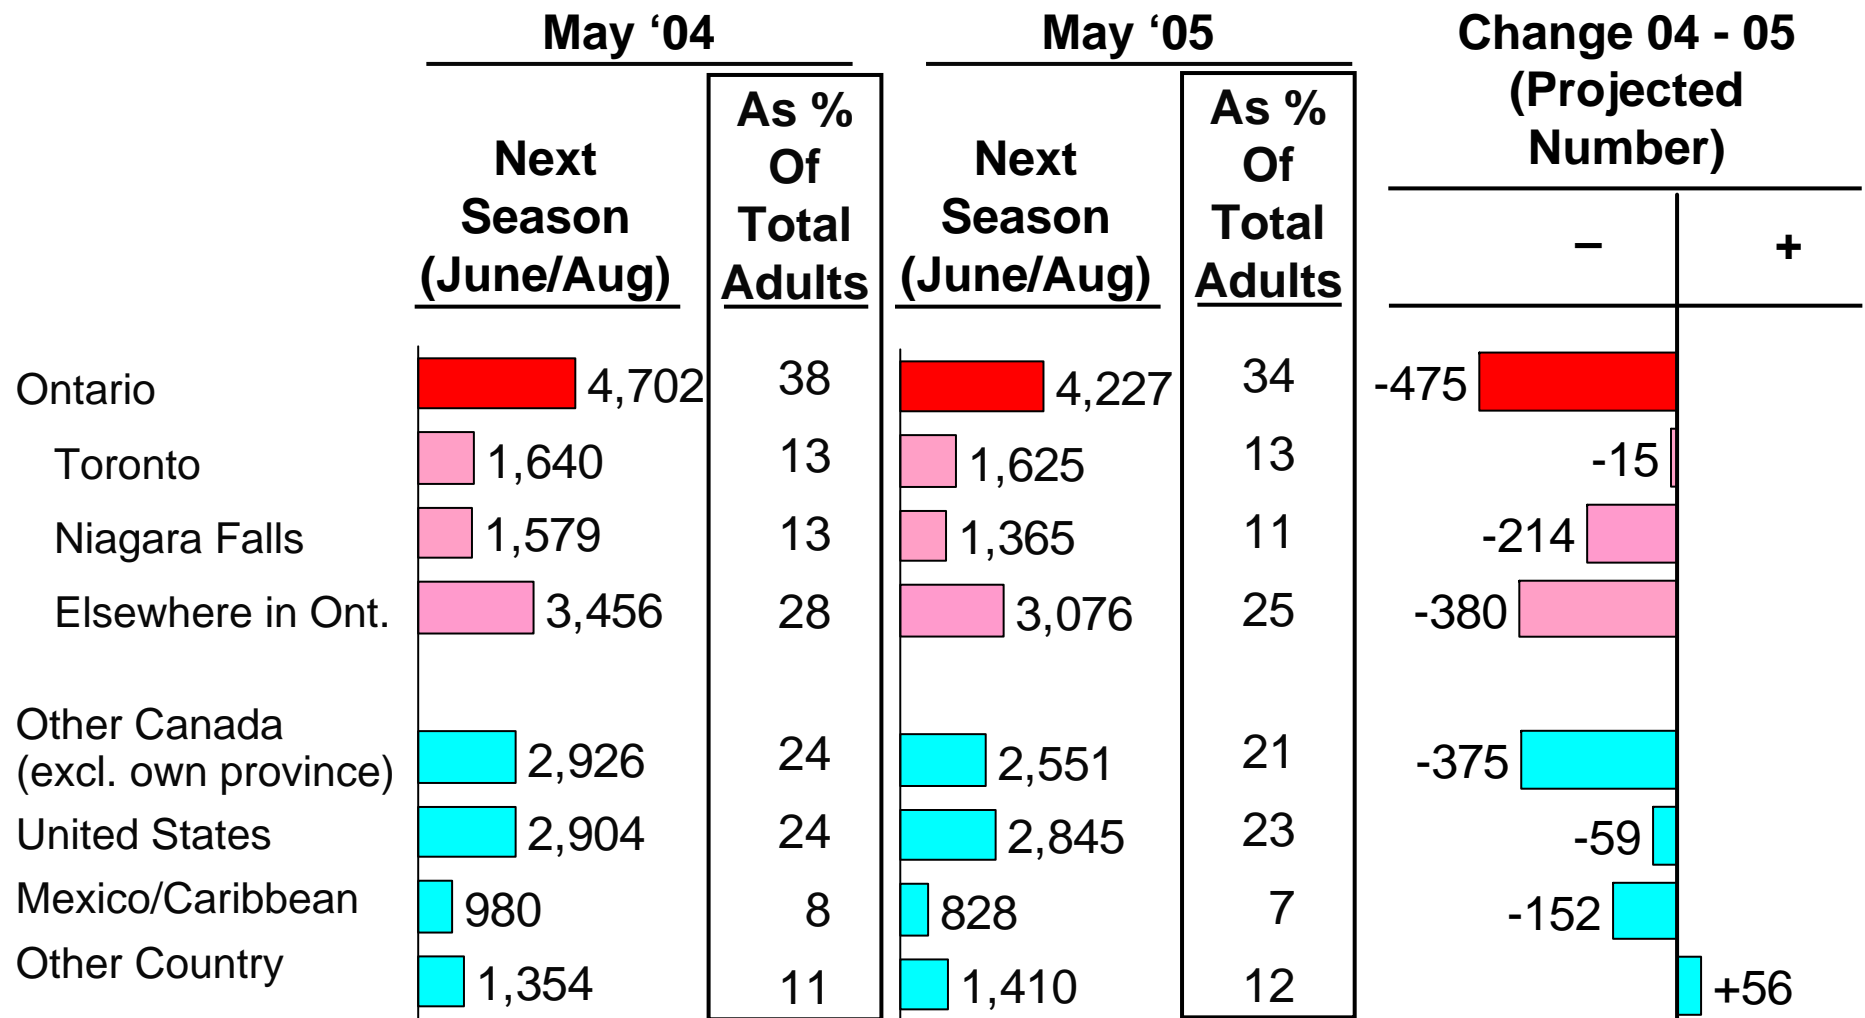 May ‘04 May ‘05 Change 04 - 05
(Projected
Number)
Next
Season
(June/Aug)
As %
Of
Total
Adults
Next
Season
(June/Aug)
As %
Of
Total
Adults
– +
Ontario 4,702 38 4,227 34 -475
Toronto 1,640 13 1,625 13 -15
Niagara Falls 1,579 13 1,365 11 -214
Elsewhere in Ont. 3,456 28 3,076 25 -380
Other Canada
(excl. own province) 2,926 24 2,551 21 -375
United States 2,904 24 2,845 23 -59
Mexico/Caribbean 980 8 828 7 -152
Other Country 1,354 11 1,410 12 +56